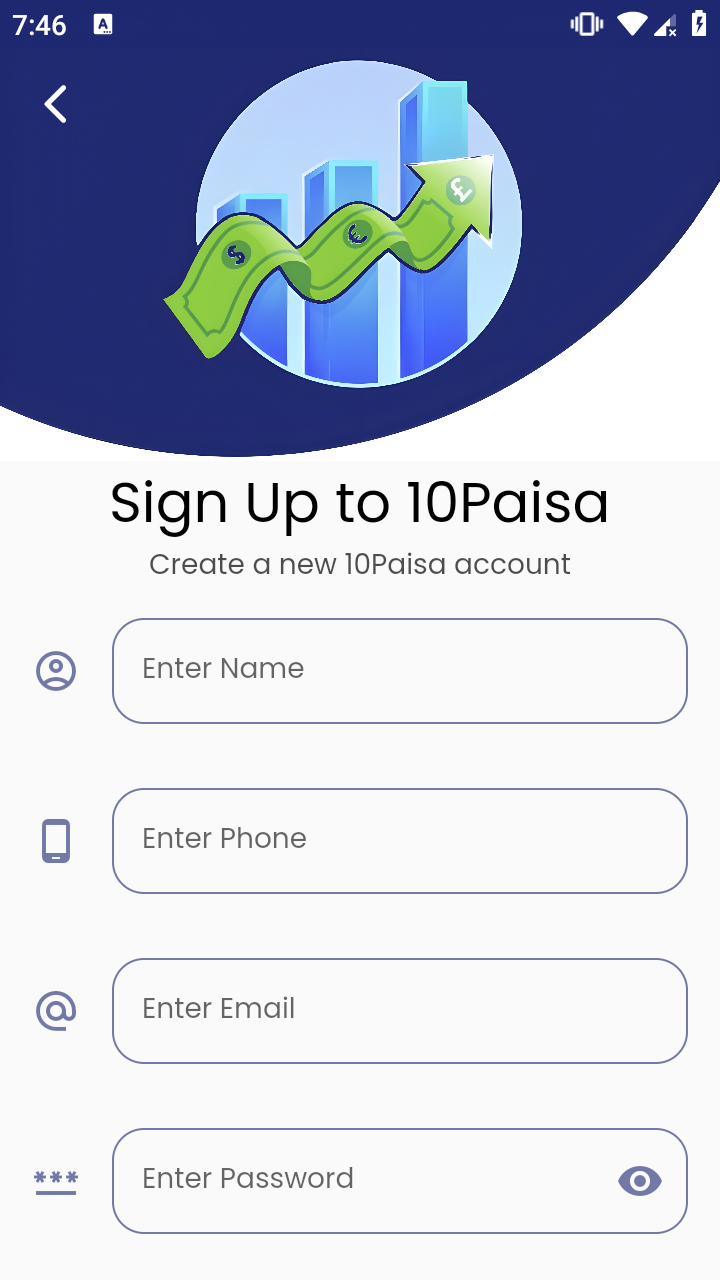 7:46
A
$
€
£
Sign Up to 10Paisa
Create a new 10Paisa account
Enter Name
Enter Phone
Enter Email
***
Enter Password